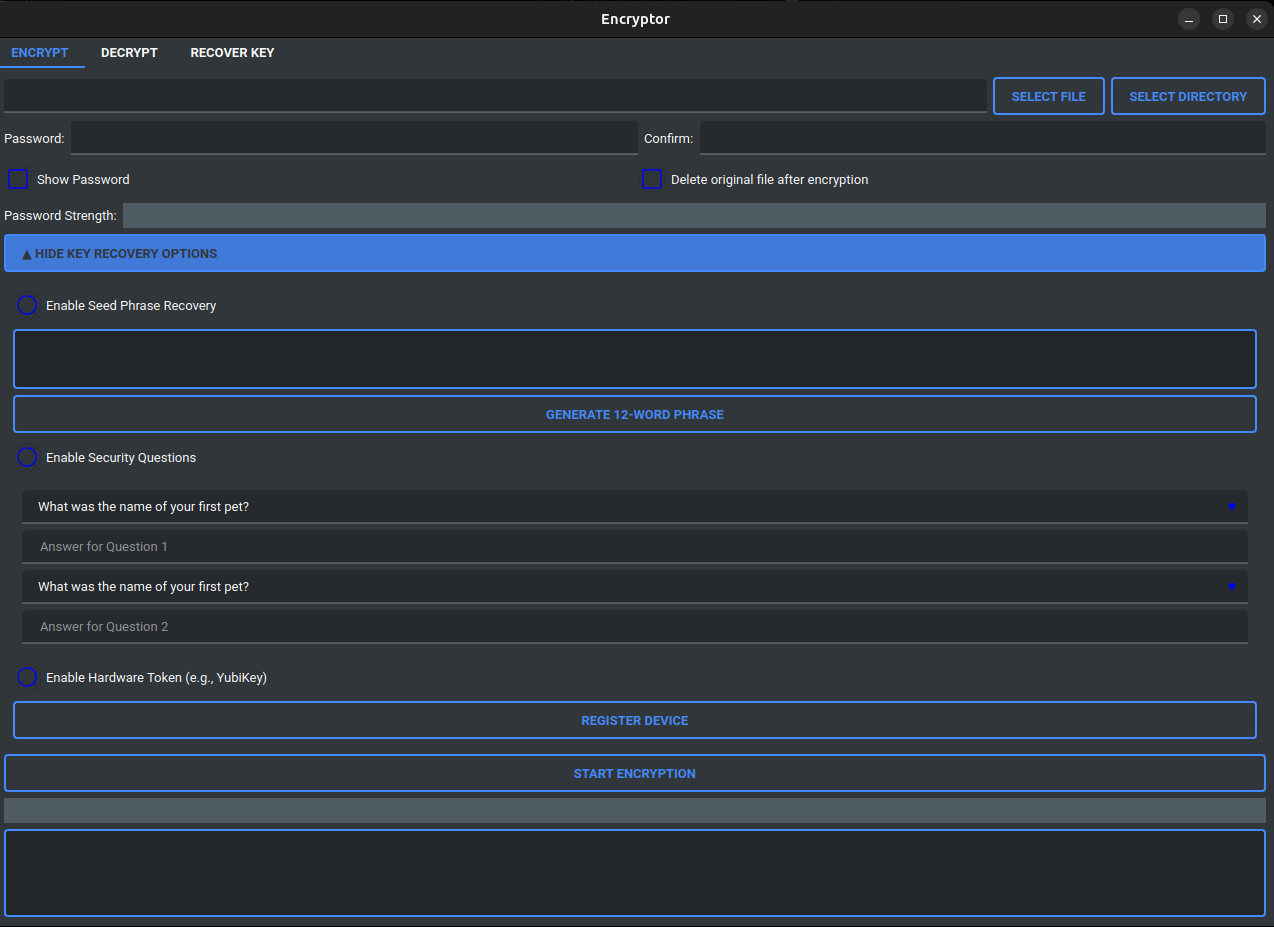 Encryptor
ENCRYPT DECRYPT RECOVER KEY
SELECT FILE SELECT DIRECTORY
Password: Confirm:
Show Password Delete original file after encryption
Password Strength:
▲ HIDE KEY RECOVERY OPTIONS
Enable Seed Phrase Recovery
GENERATE 12-WORD PHRASE
Enable Security Questions
What was the name of your first pet?
Answer for Question 1
What was the name of your first pet?
Answer for Question 2
Enable Hardware Token (e.g., YubiKey)
REGISTER DEVICE
START ENCRYPTION